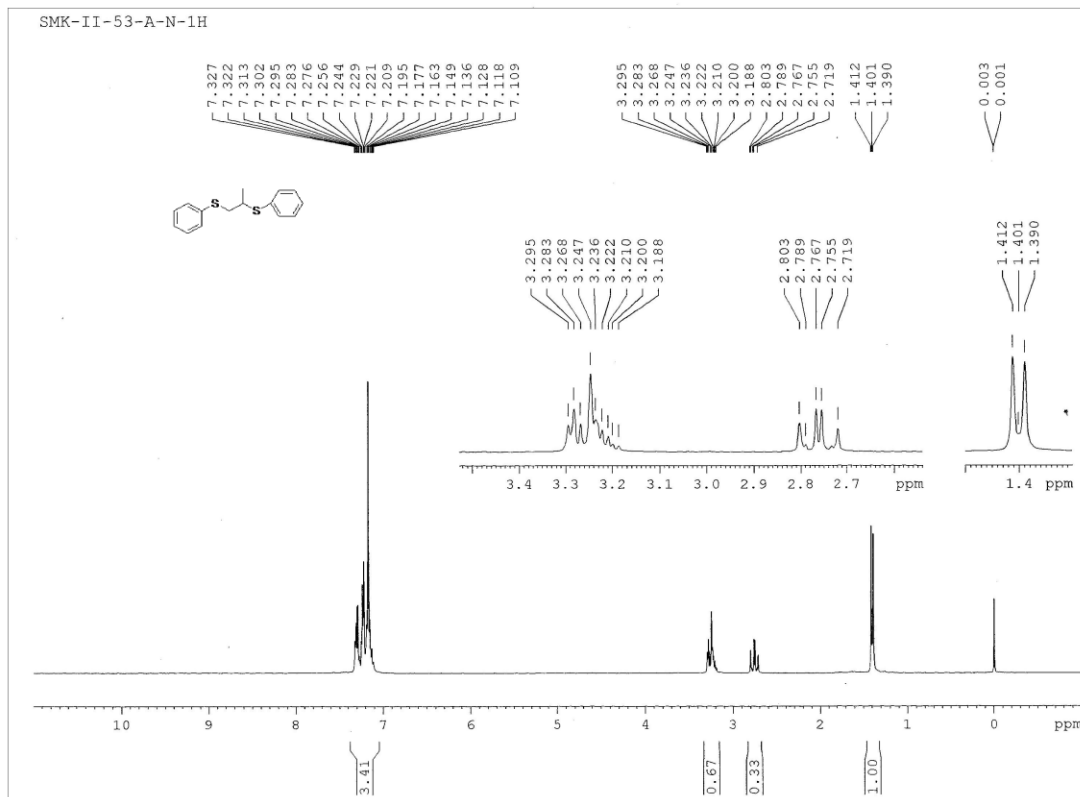 SMK-II-53-A-N-1H
7.327 7.322 7.313 7.302 7.295 7.283 7.276 7.256 7.244 7.229 7.221 7.209 7.195 7.177 7.163 7.149 7.136 7.128 7.118 7.109 3.295 3.283 3.268 3.247 3.236 3.222 3.210 3.200 3.188 2.803 2.789 2.767 2.755 2.719 1.412 1.401 1.390 0.003 0.001
S S
3.295 3.283 3.268 3.247 3.236 3.222 3.210 3.200 3.188 2.803 2.789 2.767 2.755 2.719 1.412 1.401 1.390
3.4 3.3 3.2 3.1 3.0 2.9 2.8 2.7 ppm 1.4 ppm
10 9 8 7 6 5 4 3 2 1 0 ppm
3.41 0.67 0.33 1.00